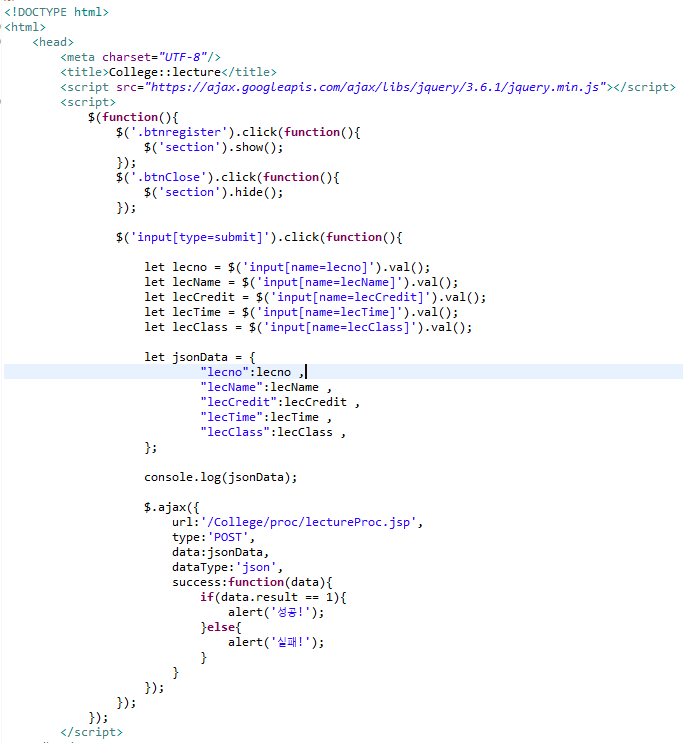 <!DOCTYPE html>
<html>
<head>
<meta charset="UTF-8"/>
<title>College::lecture</title>
<script src="https://ajax.googleapis.com/ajax/libs/jquery/3.6.1/jquery.min.js"></script>
<script>
$(function(){
$('.btnregister').click(function(){
$('section').show();
});
$('.btnClose').click(function(){
$('section').hide();
});
$('input[type=submit]').click(function(){
let lecno = $('input[name=lecno]').val();
let lecName = $('input[name=lecName]').val();
let lecCredit = $('input[name=lecCredit]').val();
let lecTime = $('input[name=lecTime]').val();
let lecClass = $('input[name=lecClass]').val();
let jsonData = {
"lecno":lecno ,
"lecName":lecName ,
"lecCredit":lecCredit ,
"lecTime":lecTime ,
"lecClass":lecClass ,
};
console.log(jsonData);
$.ajax({
url:'/College/proc/lectureProc.jsp',
type:'POST',
data:jsonData,
dataType:'json',
success:function(data){
if(data.result == 1){
alert('성공!');
}else{
alert('실패!');
}
}
});
});
});
</script>